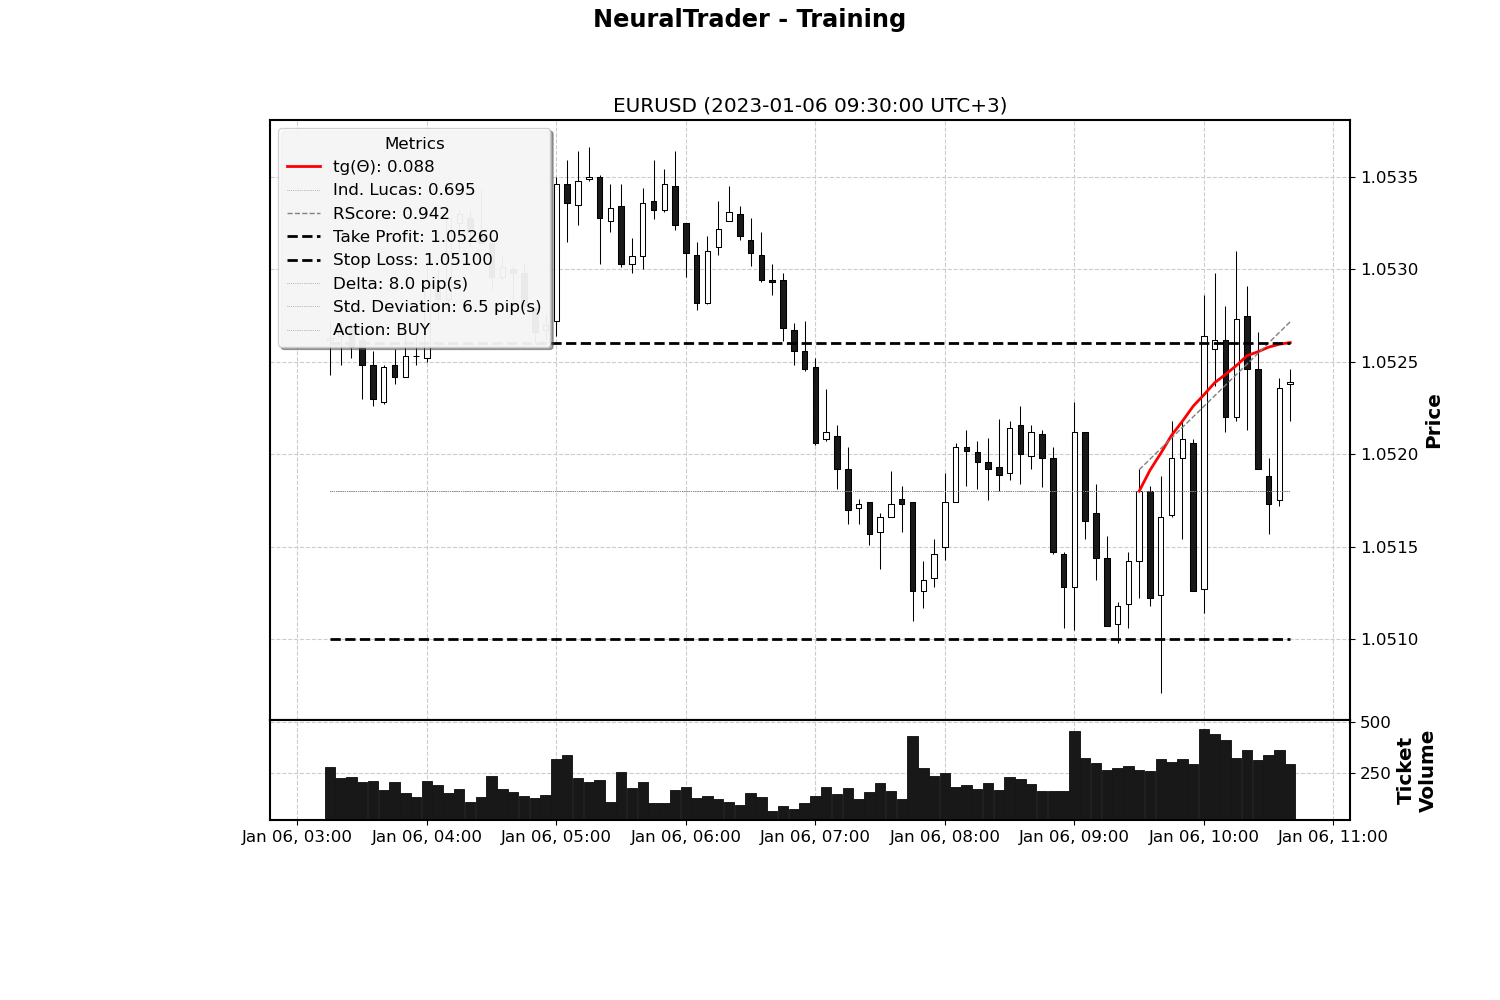 NeuralTrader - Training
EURUSD (2023-01-06 09:30:00 UTC+3)
Metrics
tg(Θ): 0.088
Ind. Lucas: 0.695
RScore: 0.942
Take Profit: 1.05260
Stop Loss: 1.05100
Delta: 8.0 pip(s)
Std. Deviation: 6.5 pip(s)
Action: BUY
1.0535
1.0530
1.0525
1.0520
1.0515
1.0510
Price
500
250
Ticket
Volume
Jan 06, 03:00 Jan 06, 04:00 Jan 06, 05:00 Jan 06, 06:00 Jan 06, 07:00 Jan 06, 08:00 Jan 06, 09:00 Jan 06, 10:00 Jan 06, 11:00